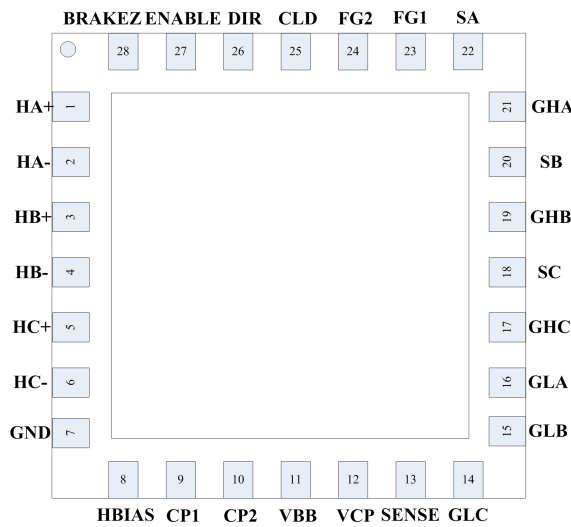 BRAKEZ ENABLE DIR CLD FG2 FG1 SA
28 27 26 25 24 23 22
HA+ 1 21 GHA
HA- 2 20 SB
HB+ 3 19 GHB
HB- 4 18 SC
HC+ 5 17 GHC
HC- 6 16 GLA
GND 7 15 GLB
8 9 10 11 12 13 14
HBIAS CP1 CP2 VBB VCP SENSE GLC